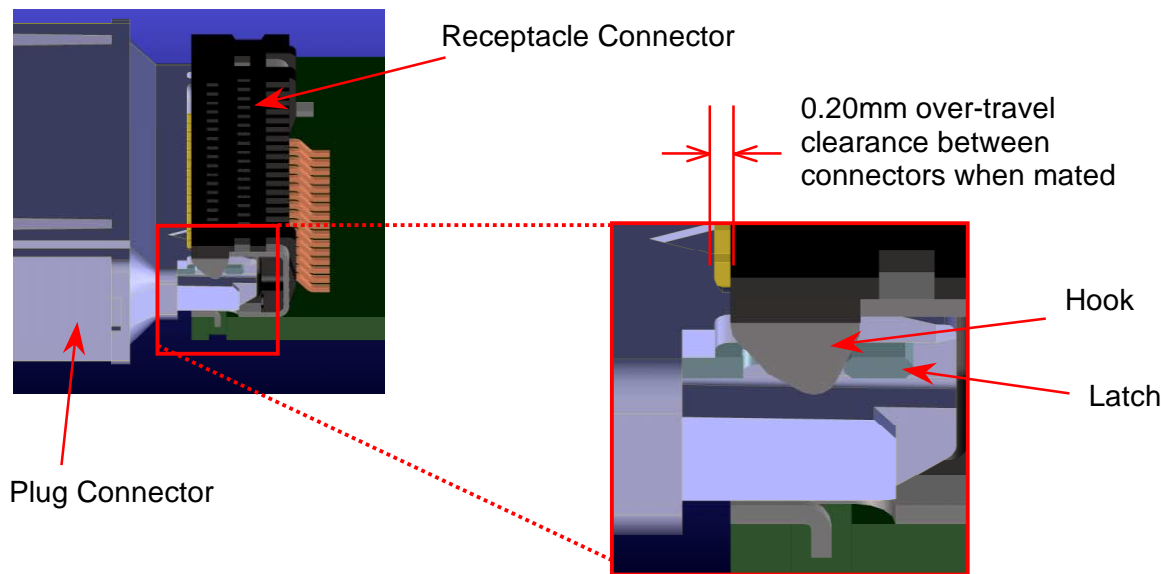 Receptacle Connector
0.20mm over-travel
clearance between
connectors when mated
Hook
Latch
Plug Connector